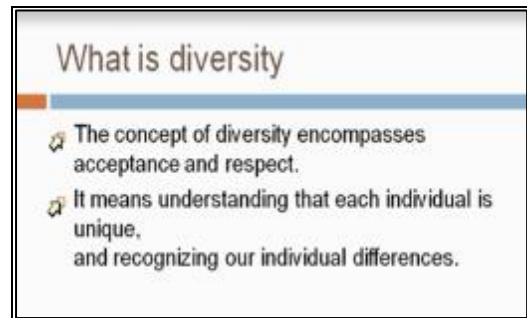 What is diversity
The concept of diversity encompasses
acceptance and respect.
It means understanding that each individual is
unique,
and recognizing our individual differences.